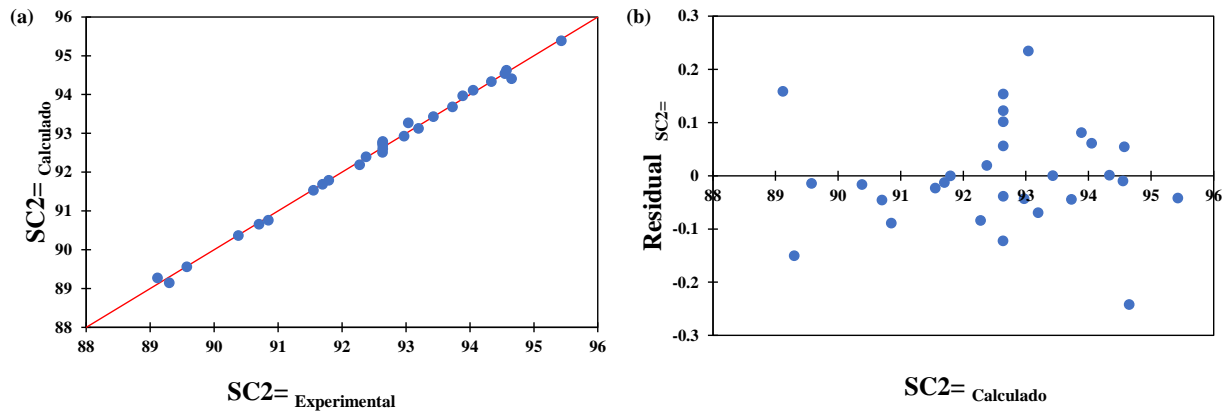 (a)
SC2= Calculado
96
95
94
93
92
91
90
89
88
88 89 90 91 92 93 94 95 96
SC2= Experimental
(b)
Residual SC2=
0.3
0.2
0.1
0
-0.1
-0.2
-0.3
88 89 90 91 92 93 94 95 96
SC2= Calculado